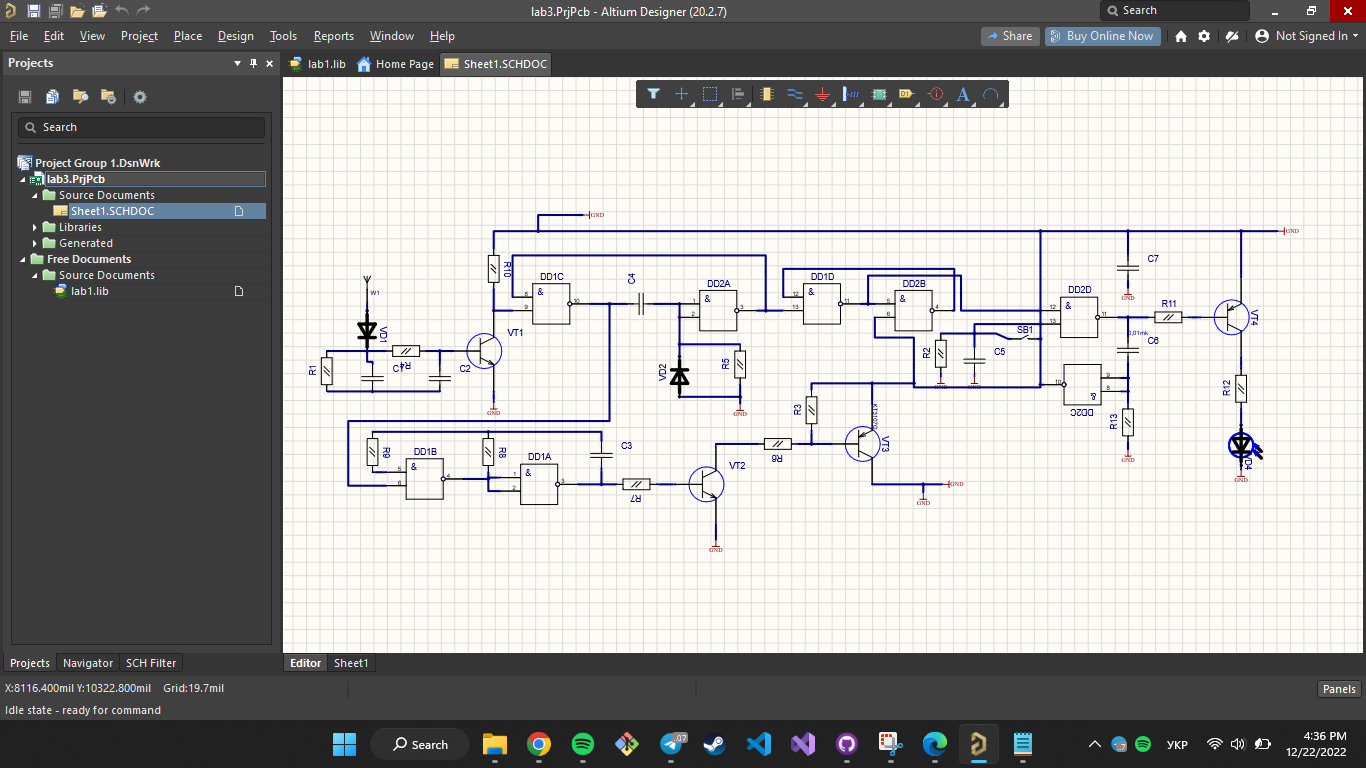 lab3.PrjPcb - Altium Designer (20.2.7)
Search
File Edit View Project Place Design Tools Reports Window Help
Share
Buy Online Now
Not Signed In
Projects
lab1.lib
Home Page
Sheet1.SCHDOC
Search
Project Group 1.DsnWrk
lab3.PrjPcb
Source Documents
Sheet1.SCHDOC
Libraries
Generated
Free Documents
Source Documents
lab1.lib
GND
GND
R10
DD1C
&
8
9
10
C4
DD2A
&
1
2
3
DD1D
&
12
13
11
DD2B
&
5
6
4
DD2D
&
12
13
11
C7
GND
R11
VT4
W1
VD1
R1
R4
C1
C2
VT1
GND
VD2
R5
GND
R2
GND
C5
GND
SB1
0,01mk
C6
DD2C
&
9
8
10
R13
GND
R12
VD4
GND
R3
KT3107D
VT3
R6
GND
GND
R9
DD1B
&
5
6
4
R8
DD1A
&
1
2
3
C3
R7
VT2
GND
Projects Navigator SCH Filter
Editor Sheet1
X:8116.400mil Y:10322.800mil Grid:19.7mil
Panels
Idle state - ready for command
Search
.07
УКР
4:36 PM
12/22/2022